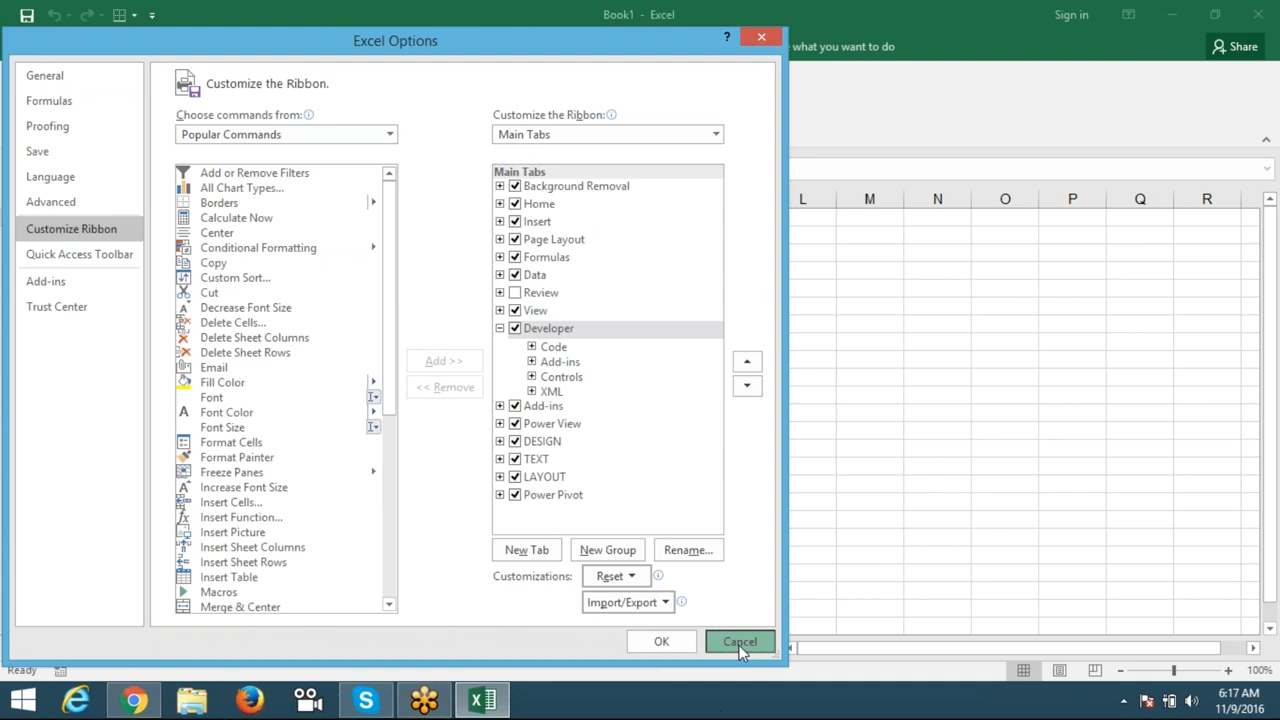 Book1 - Excel
Sign in
Excel Options
?
what you want to do
Share
General
Formulas
Proofing
Save
Language
Advanced
Customize Ribbon
Quick Access Toolbar
Add-ins
Trust Center
Customize the Ribbon.
Choose commands from:
Popular Commands
Add or Remove Filters
All Chart Types...
Borders
Calculate Now
Center
Conditional Formatting
Copy
Custom Sort...
Cut
Decrease Font Size
Delete Cells...
Delete Sheet Columns
Delete Sheet Rows
Email
Fill Color
Font
Font Color
Font Size
Format Cells
Format Painter
Freeze Panes
Increase Font Size
Insert Cells...
Insert Function...
Insert Picture
Insert Sheet Columns
Insert Sheet Rows
Insert Table
Macros
Merge & Center
Add >>
<< Remove
Customize the Ribbon:
Main Tabs
Main Tabs
Background Removal
Home
Insert
Page Layout
Formulas
Data
Review
View
Developer
Code
Add-ins
Controls
XML
Add-ins
Power View
DESIGN
TEXT
LAYOUT
Power Pivot
New Tab
New Group
Rename...
Customizations:
Reset
Import/Export
OK
Cancel
L M N O P Q R
Ready
100%
6:17 AM
11/9/2016